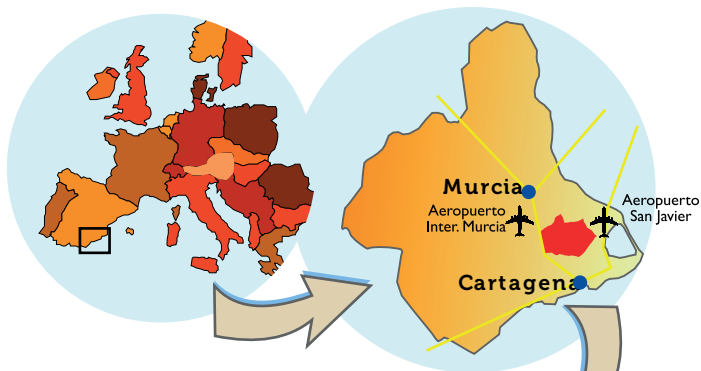 Murcia
Aeropuerto
Inter. Murcia
Aeropuerto
San Javier
Cartagena